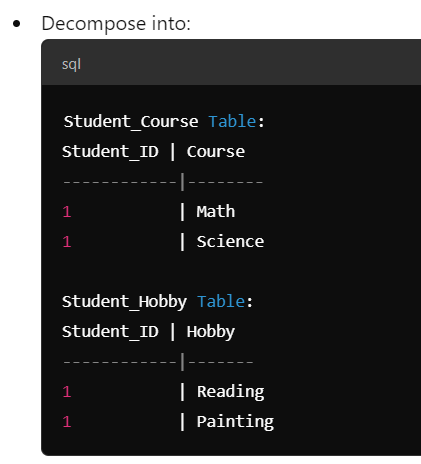 Decompose into:
sql
Student_Course Table:
Student_ID | Course
------------|--------
1           | Math
1           | Science
Student_Hobby Table:
Student_ID | Hobby
------------|-------
1           | Reading
1           | Painting